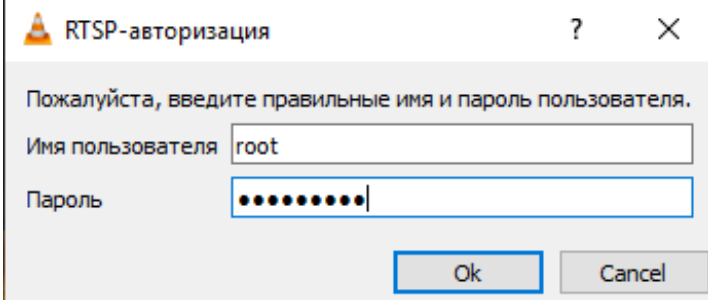 RTSP-авторизация ? ✕
Пожалуйста, введите правильные имя и пароль пользователя.
Имя пользователя root
Пароль •••••••••
Ok Cancel